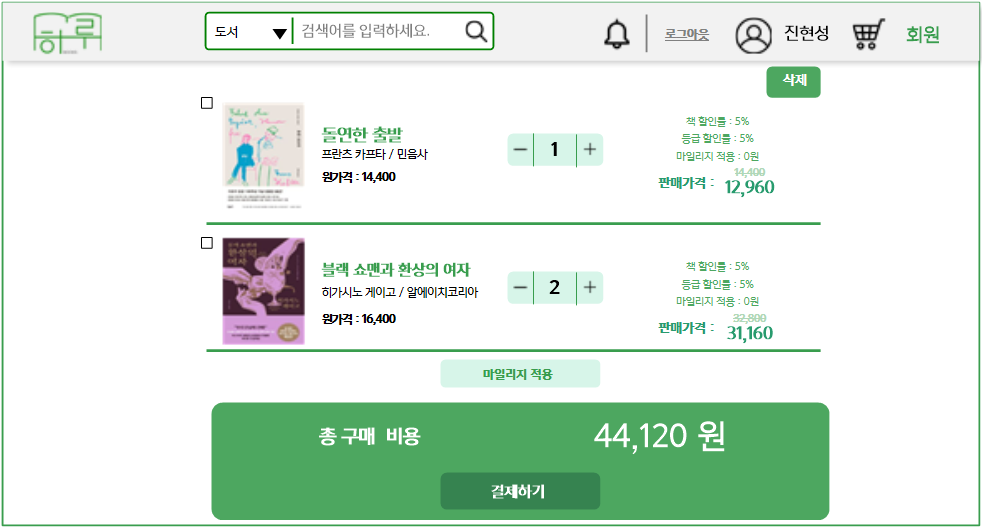 하루
도서
검색어를 입력하세요.
로그아웃
진현성
회원
삭제
돌연한 출발
프란츠 카프타 / 민음사
원가격 : 14,400
1
책 할인률 : 5%
등급 할인률 : 5%
마일리지 적용 : 0원
14,400
판매가격 : 12,960
블랙 쇼맨과 환상의 여자
히가시노 게이고 / 알에이치코리아
원가격 : 16,400
2
책 할인률 : 5%
등급 할인률 : 5%
마일리지 적용 : 0원
32,800
판매가격 : 31,160
마일리지 적용
총 구매 비용
44,120 원
결제하기